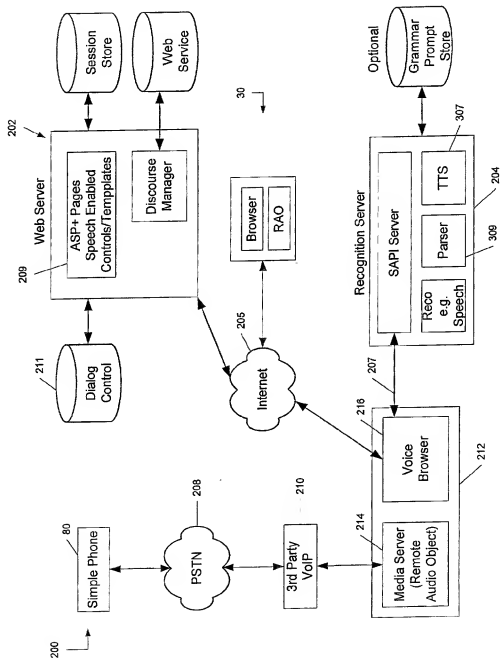 200
Simple Phone
80
PSTN
208
3rd Party
VoIP
210
Media Server
(Remote
Audio Object)
214
Voice
Browser
216
212
211
Dialog
Control
Web Server
202
209
ASP+ Pages
Speech Enabled
Controls/Tempplates
Discourse
Manager
Session
Store
Web
Service
205
Internet
30
Browser
RAO
207
Recognition Server
SAPI Server
Reco
e.g.
Speech
Parser
309
TTS
307
204
Optional
Grammar
Prompt
Store